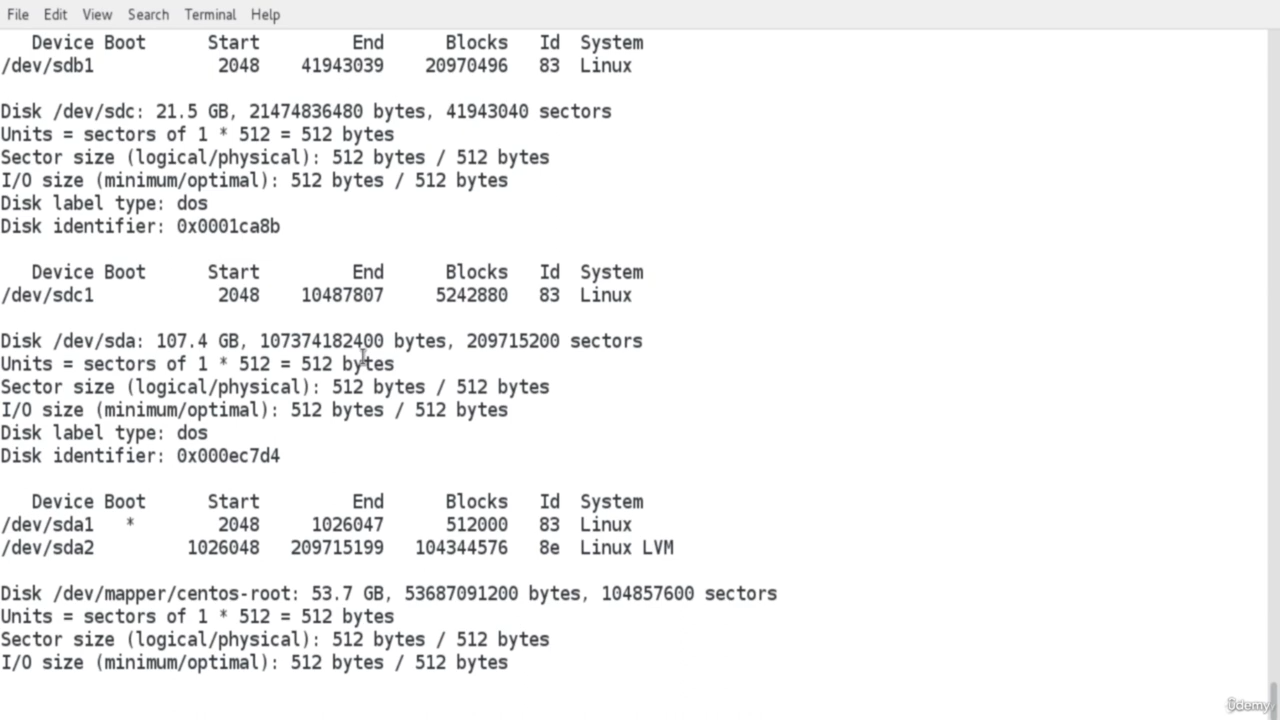 File Edit View Search Terminal Help
   Device Boot      Start         End      Blocks   Id  System
/dev/sdb1            2048    41943039    20970496   83  Linux

Disk /dev/sdc: 21.5 GB, 21474836480 bytes, 41943040 sectors
Units = sectors of 1 * 512 = 512 bytes
Sector size (logical/physical): 512 bytes / 512 bytes
I/O size (minimum/optimal): 512 bytes / 512 bytes
Disk label type: dos
Disk identifier: 0x0001ca8b

   Device Boot      Start         End      Blocks   Id  System
/dev/sdc1            2048    10487807     5242880   83  Linux

Disk /dev/sda: 107.4 GB, 107374182400 bytes, 209715200 sectors
Units = sectors of 1 * 512 = 512 bytes
Sector size (logical/physical): 512 bytes / 512 bytes
I/O size (minimum/optimal): 512 bytes / 512 bytes
Disk label type: dos
Disk identifier: 0x000ec7d4

   Device Boot      Start         End      Blocks   Id  System
/dev/sda1   *        2048     1026047      512000   83  Linux
/dev/sda2         1026048   209715199   104344576   8e  Linux LVM

Disk /dev/mapper/centos-root: 53.7 GB, 53687091200 bytes, 104857600 sectors
Units = sectors of 1 * 512 = 512 bytes
Sector size (logical/physical): 512 bytes / 512 bytes
I/O size (minimum/optimal): 512 bytes / 512 bytes
ûdemy